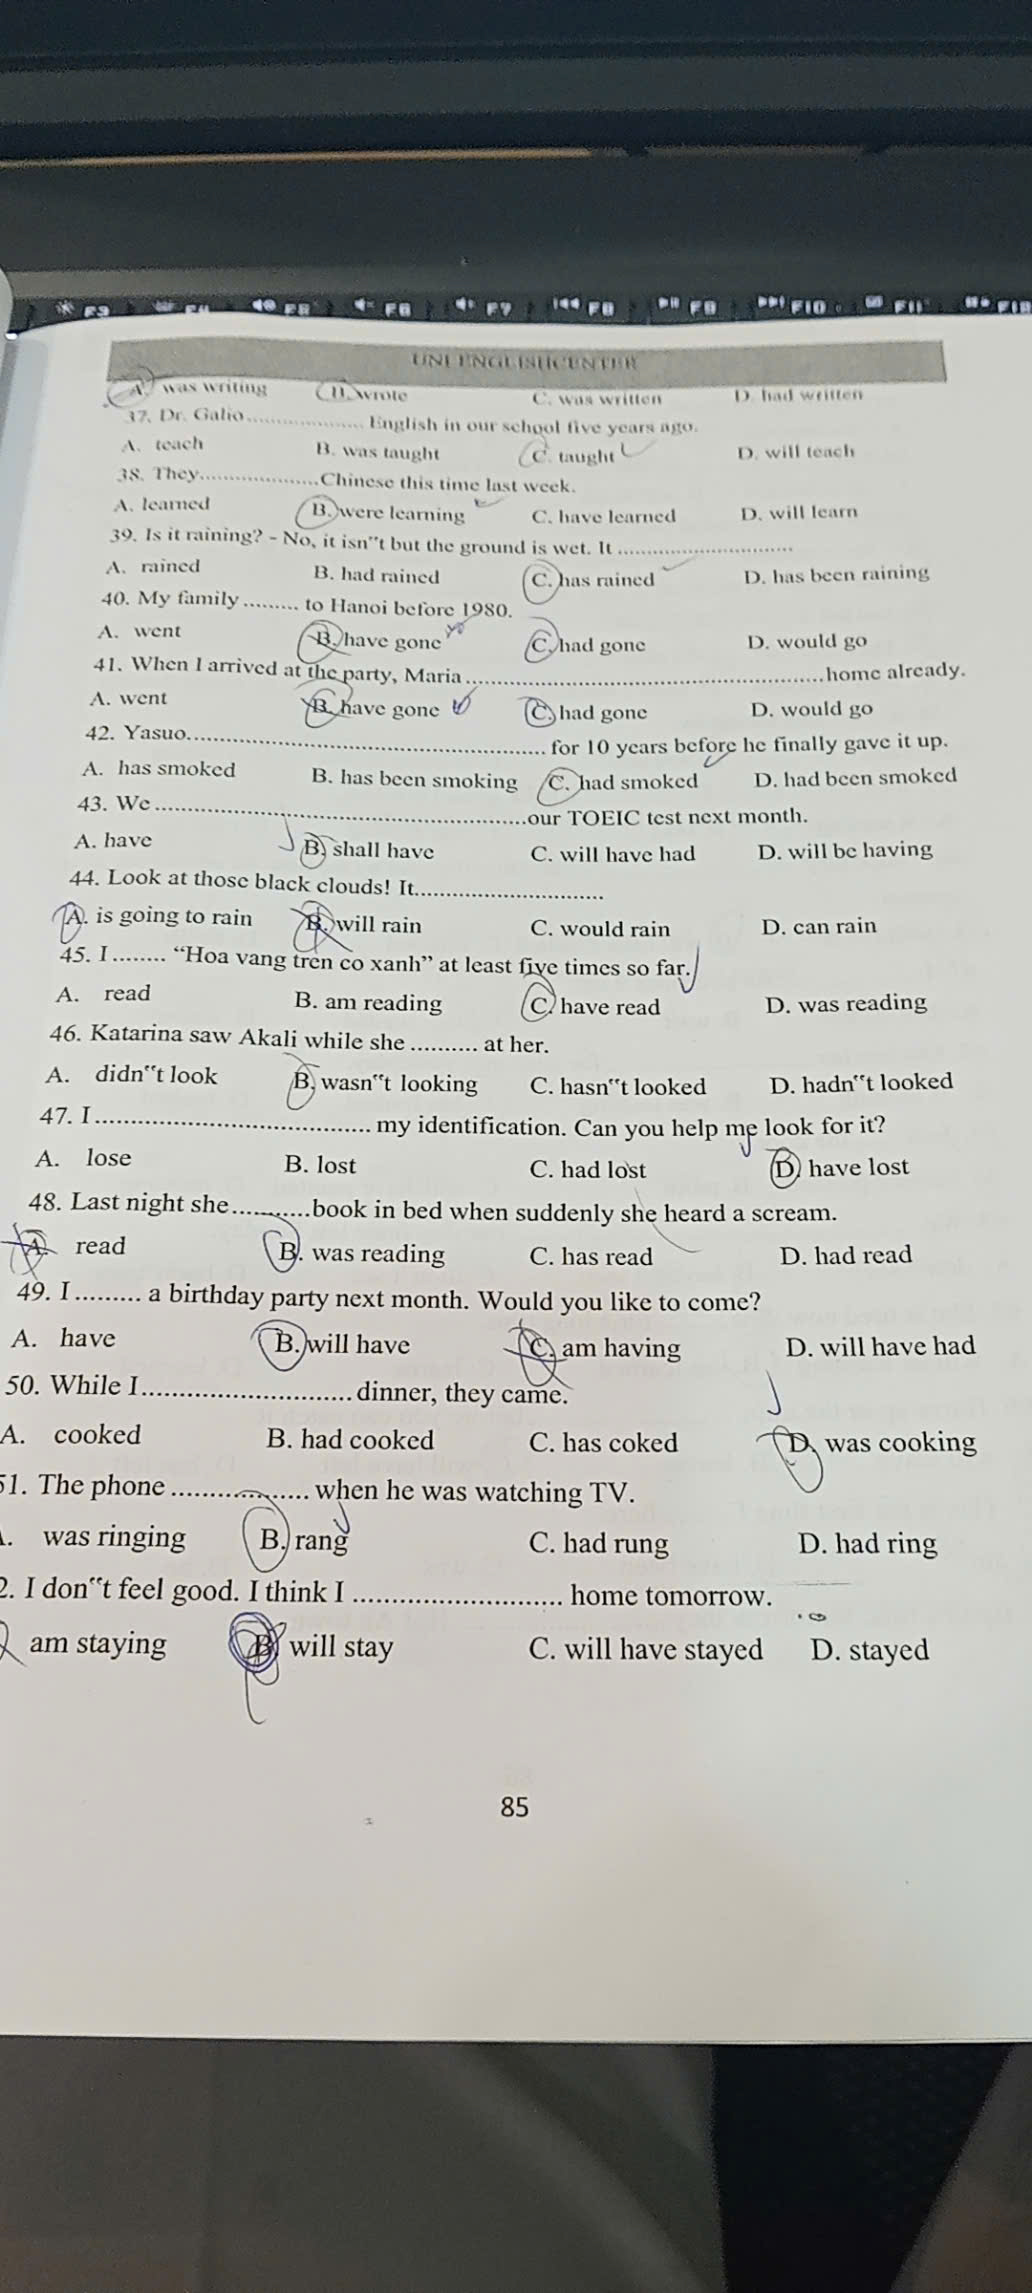 F5 F6 F7 F8 F9 F10 F11
UNI ENGLISH CENTER
A. was writing B. wrote C. was written D. had written
37. Dr. Galio.................. English in our school five years ago.
A. teach B. was taught C. taught D. will teach
38. They..................Chinese this time last week.
A. learned B. were learning C. have learned D. will learn
39. Is it raining? - No, it isn‟t but the ground is wet. It ............................
A. rained B. had rained C. has rained D. has been raining
40. My family ......... to Hanoi before 1980.
A. went B. have gone C. had gone D. would go
41. When I arrived at the party, Maria ........................................................home already.
A. went B. have gone C. had gone D. would go
42. Yasuo......................................................... for 10 years before he finally gave it up.
A. has smoked B. has been smoking C. had smoked D. had been smoked
43. We ..........................................................our TOEIC test next month.
A. have B. shall have C. will have had D. will be having
44. Look at those black clouds! It..............................
A. is going to rain B. will rain C. would rain D. can rain
45. I ........ “Hoa vang tren co xanh” at least five times so far.
A. read B. am reading C. have read D. was reading
46. Katarina saw Akali while she .......... at her.
A. didn‟t look B. wasn‟t looking C. hasn‟t looked D. hadn‟t looked
47. I ........................................ my identification. Can you help me look for it?
A. lose B. lost C. had lost D. have lost
48. Last night she...........book in bed when suddenly she heard a scream.
A. read B. was reading C. has read D. had read
49. I ......... a birthday party next month. Would you like to come?
A. have B. will have C. am having D. will have had
50. While I.............................. dinner, they came.
A. cooked B. had cooked C. has coked D. was cooking
51. The phone .................... when he was watching TV.
. was ringing B. rang C. had rung D. had ring
2. I don‟t feel good. I think I .............................. home tomorrow.
am staying B. will stay C. will have stayed D. stayed
85